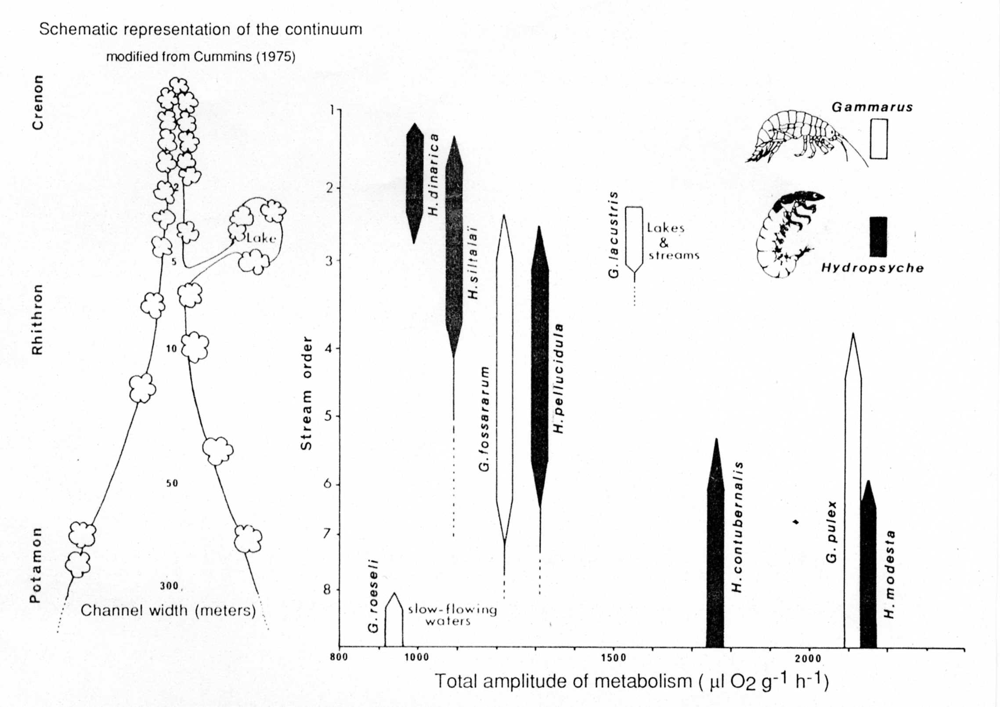 Schematic representation of the continuum
modified from Cummins (1975)
Crenon
Rhithron
Potamon
2
5
10
50
300
Lake
Channel width (meters)
Stream order
1
2
3
4
5
6
7
8
H. dinarica
H. siltalaï
G. fossararum
H. pellucidula
G. lacustris
Lakes
&
streams
Gammarus
Hydropsyche
G. roeseli
slow-flowing
waters
H. contubernalis
G. pulex
H. modesta
800
1000
1500
2000
Total amplitude of metabolism ( µl O2 g-1 h-1)